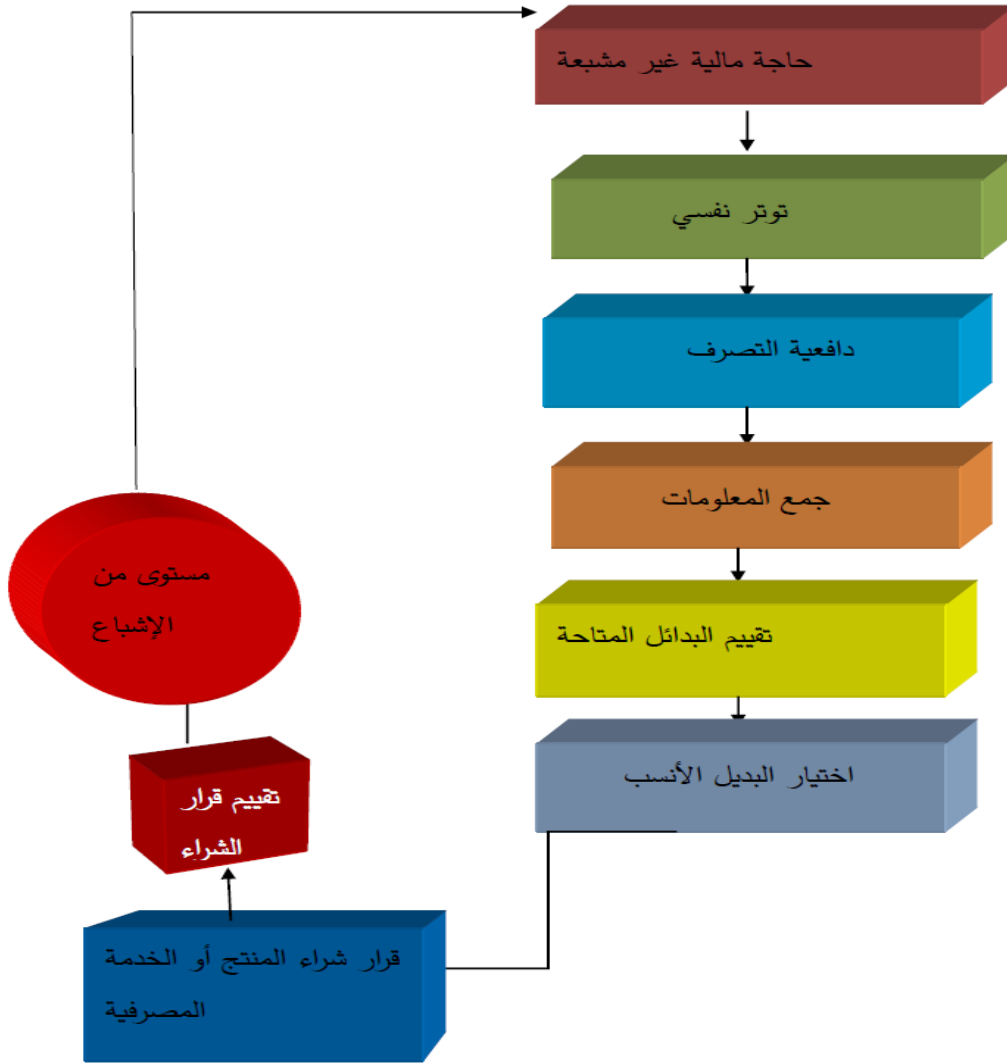 حاجة مالية غير مشبعة
توتر نفسي
دافعية التصرف
جمع المعلومات
تقييم البدائل المتاحة
اختيار البديل الأنسب
قرار شراء المنتج أو الخدمة
المصرفية
تقييم قرار
الشراء
مستوى من
الإشباع